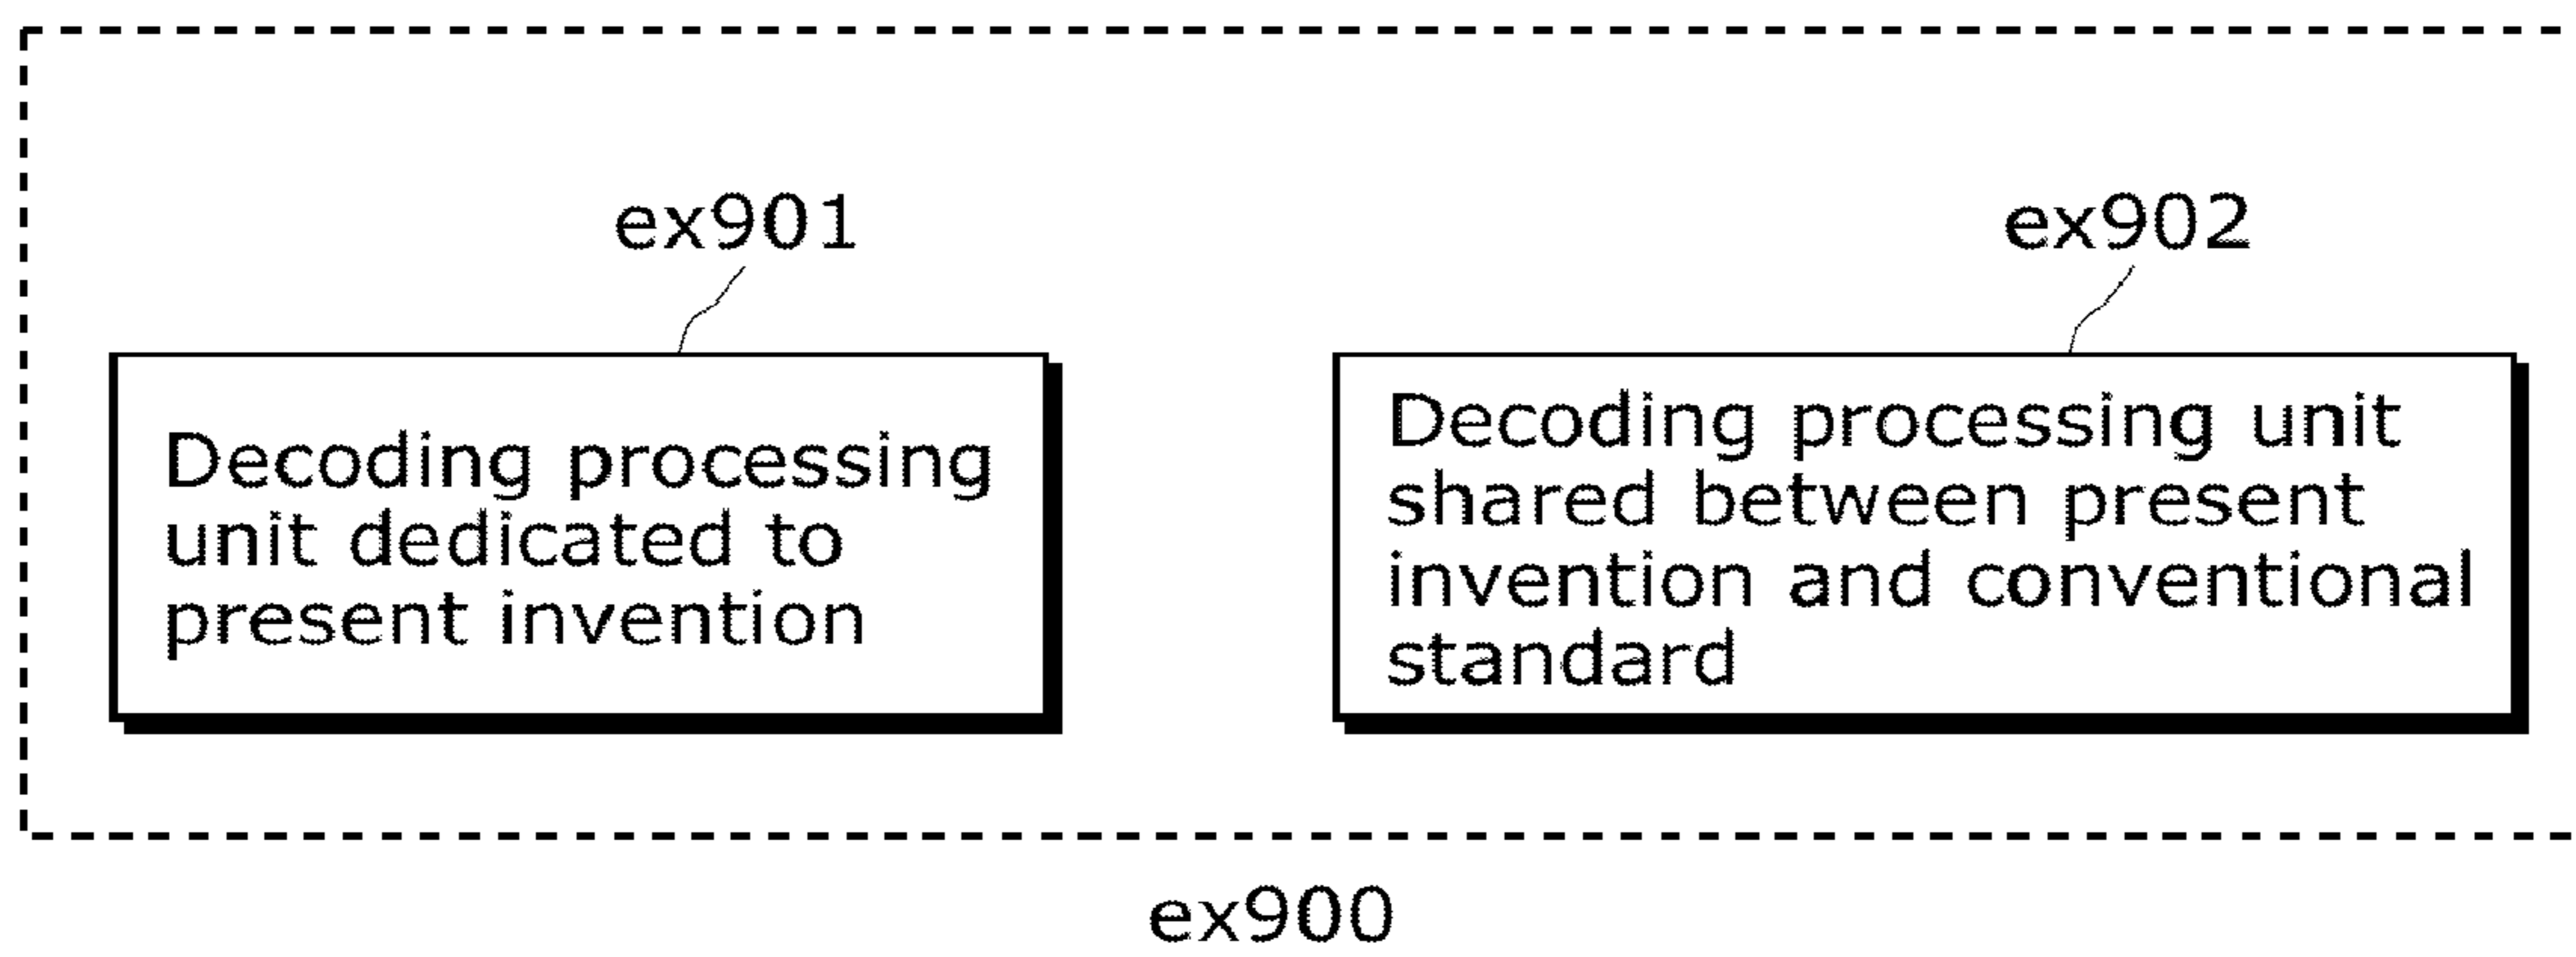 ex901
Decoding processing
unit dedicated to
present invention
ex902
Decoding processing unit
shared between present
invention and conventional
standard
ex900